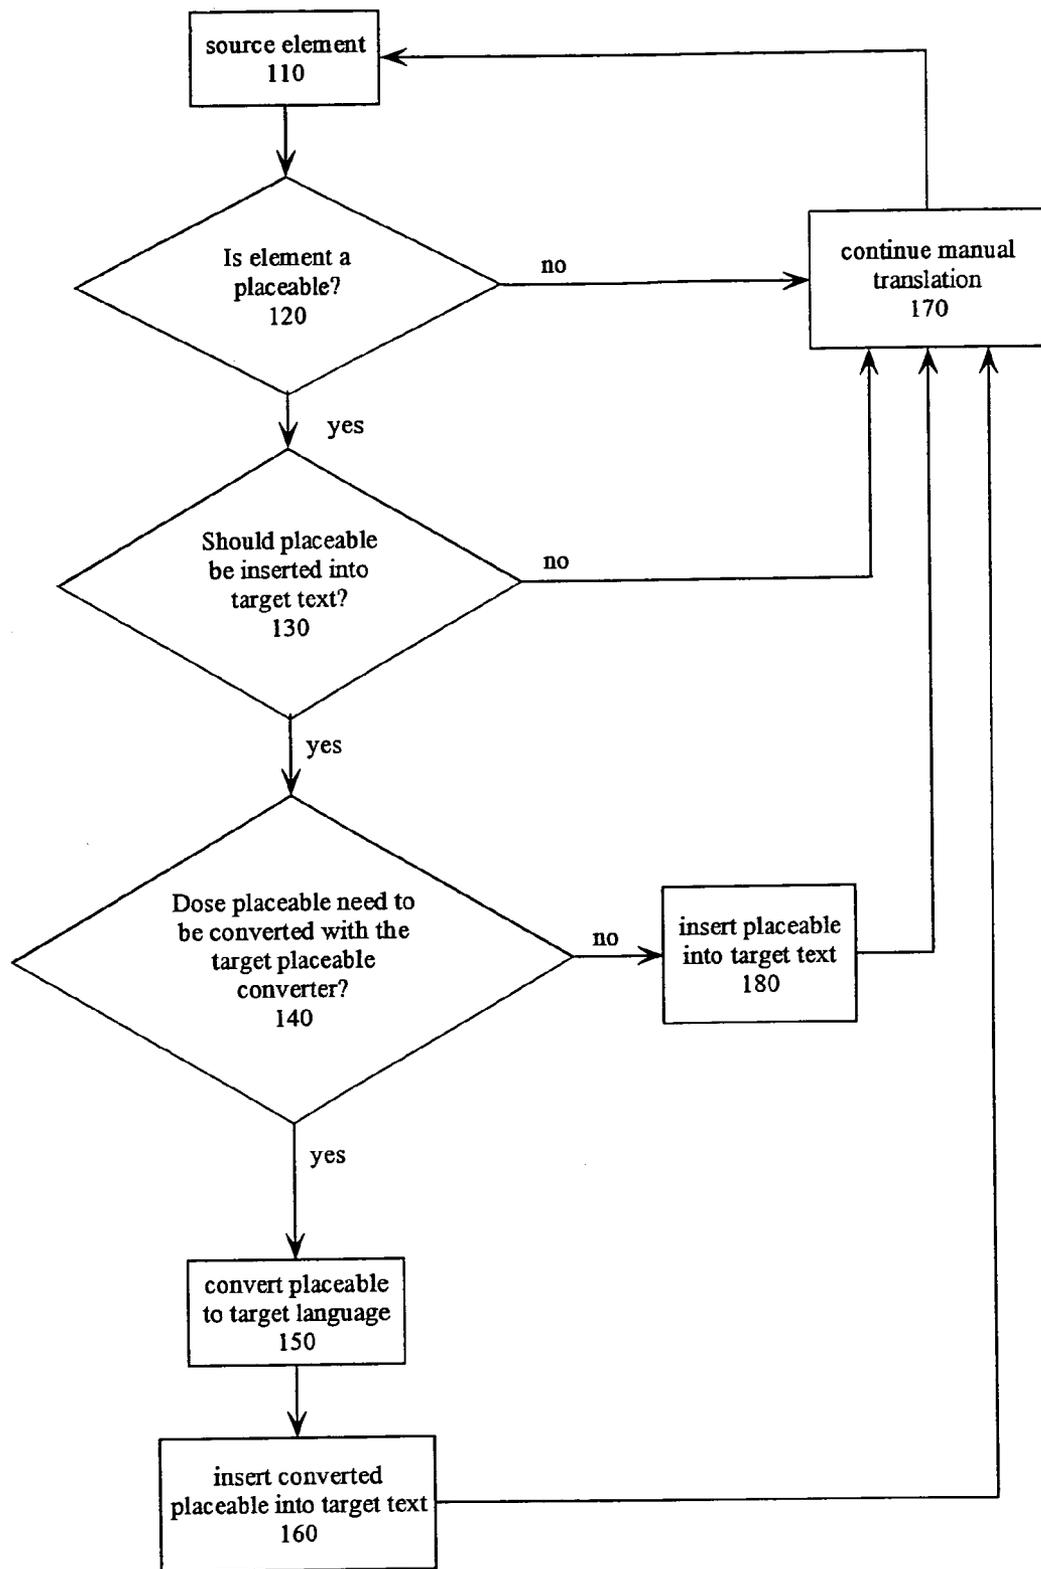 source element
110
Is element a
placeable?
120
no
continue manual
translation
170
yes
Should placeable
be inserted into
target text?
130
no
yes
Dose placeable need to
be converted with the
target placeable
converter?
140
no
insert placeable
into target text
180
yes
convert placeable
to target language
150
insert converted
placeable into target text
160